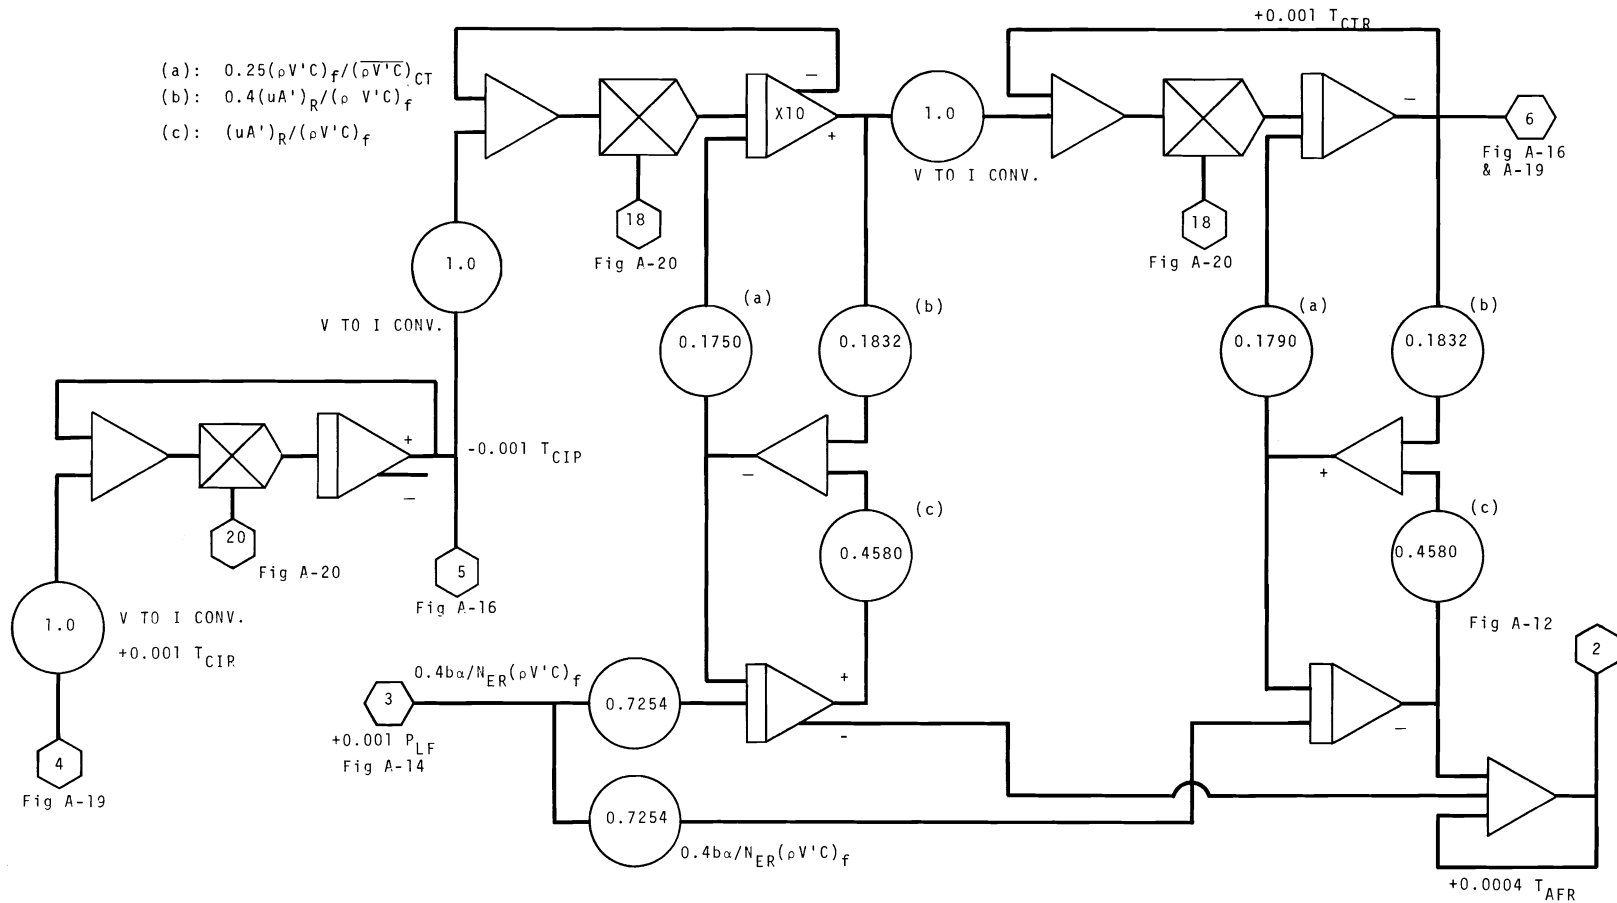 +0.001 T_CTR
(a): 0.25(ρV'C)f/(ρV'C)CT
(b): 0.4(uA')R/(ρ V'C)f
(c): (uA')R/(ρV'C)f
−
X10
+
1.0
V TO I CONV.
−
6
Fig A-16
& A-19
18
Fig A-20
18
Fig A-20
1.0
V TO I CONV.
(a)
0.1750
(b)
0.1832
(a)
0.1790
(b)
0.1832
+
−
-0.001 TCIP
−
+
20
Fig A-20
5
Fig A-16
(c)
0.4580
(c)
0.4580
1.0
V TO I CONV.
+0.001 TCIR
4
Fig A-19
3
+0.001 PLF
Fig A-14
0.4bα/NER(ρV'C)f
0.7254
+
-
−
Fig A-12
2
0.7254
0.4bα/NER(ρV'C)f
+0.0004 TAFR